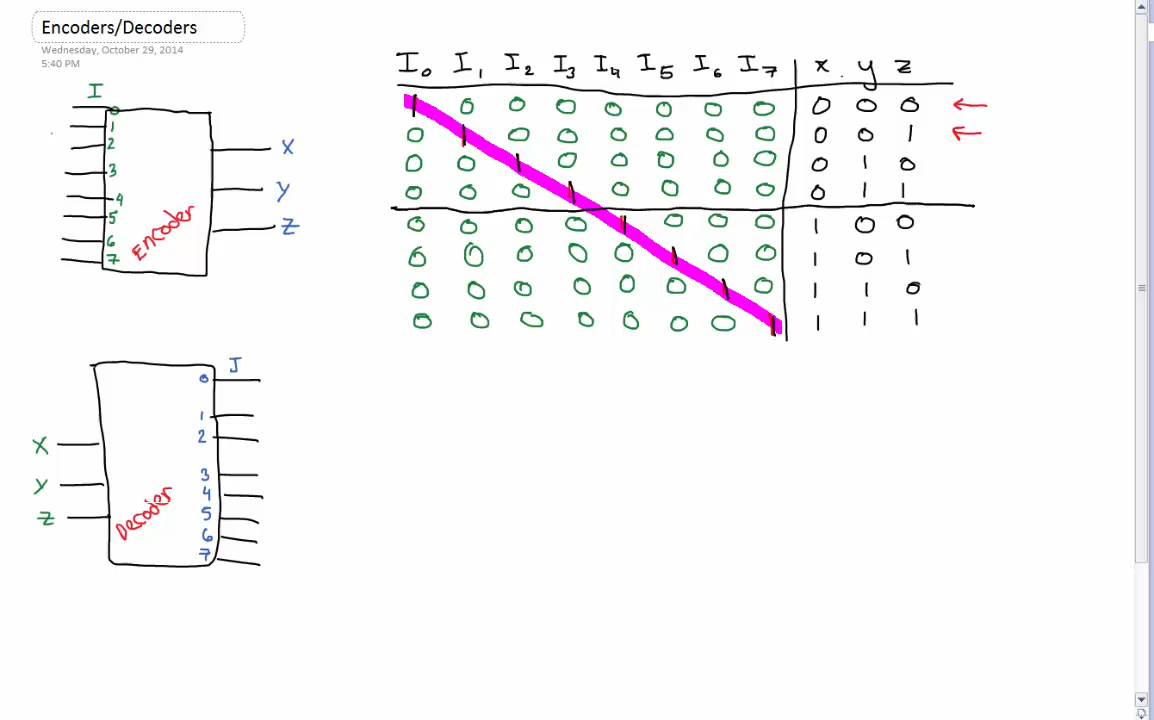 Encoders/Decoders
Wednesday, October 29, 2014
5:40 PM
I
0
1
2
3
4
5
6
7
Encoder
X
Y
Z
I₀ I₁ I₂ I₃ I₄ I₅ I₆ I₇ x y z
1 0 0 0 0 0 0 0 0 0 0 ←
0 1 0 0 0 0 0 0 0 0 1 ←
0 0 1 0 0 0 0 0 0 1 0
0 0 0 1 0 0 0 0 0 1 1
0 0 0 0 1 0 0 0 1 0 0
0 0 0 0 0 1 0 0 1 0 1
0 0 0 0 0 0 1 0 1 1 0
0 0 0 0 0 0 0 1 1 1 1
J
0
1
2
3
4
5
6
7
X
Y
Z
Decoder